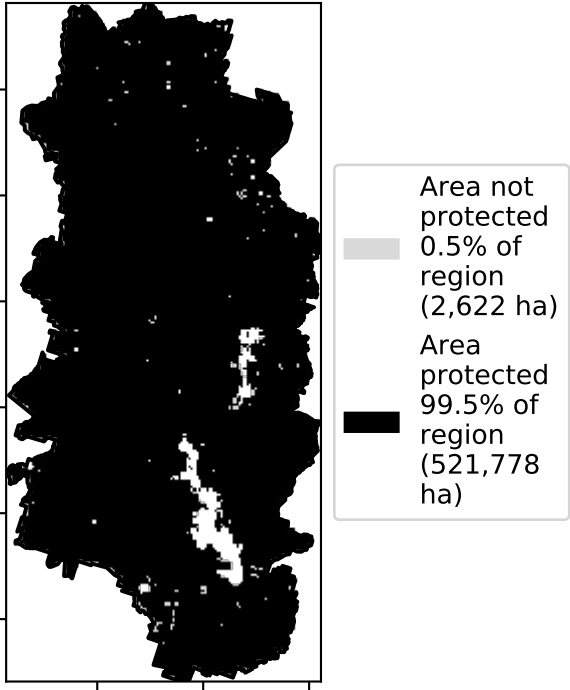 Area not
protected
0.5% of
region
(2,622 ha)
Area
protected
99.5% of
region
(521,778
ha)